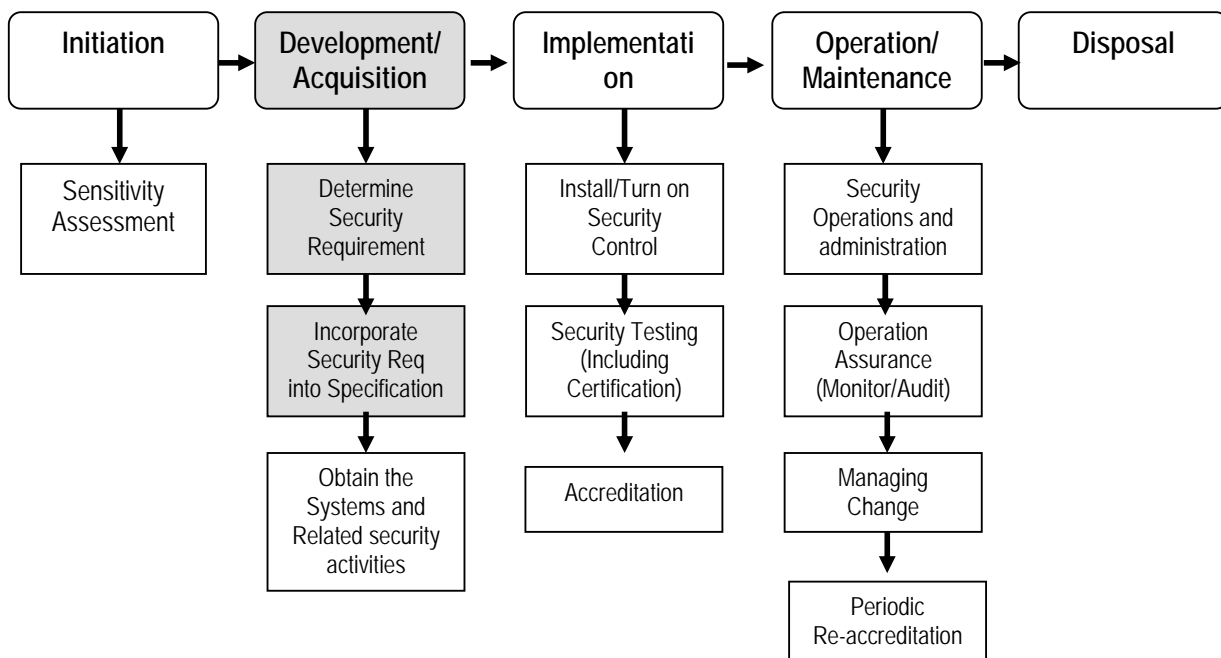 Initiation
Development/
Acquisition
Implementati
on
Operation/
Maintenance
Disposal
Sensitivity
Assessment
Determine
Security
Requirement
Install/Turn on
Security
Control
Security
Operations and
administration
Incorporate
Security Req
into Specification
Security Testing
(Including
Certification)
Operation
Assurance
(Monitor/Audit)
Obtain the
Systems and
Related security
activities
Accreditation
Managing
Change
Periodic
Re-accreditation